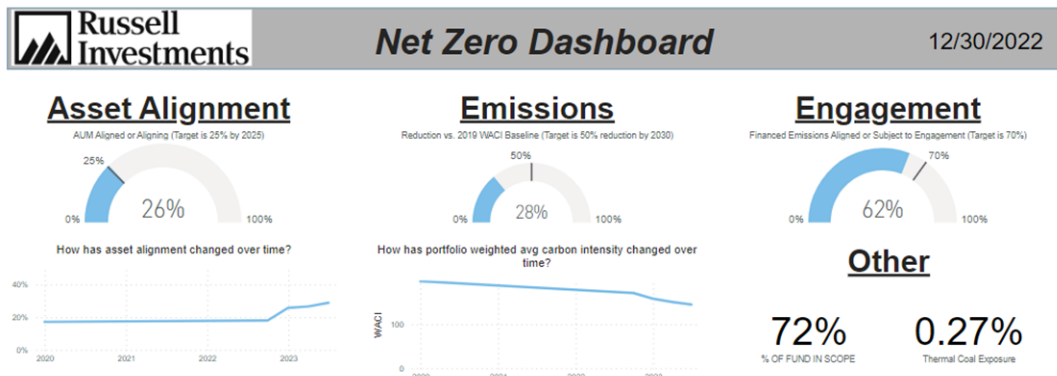 Russell
Investments
Net Zero Dashboard
12/30/2022
Asset Alignment
AUM Aligned or Aligning (Target is 25% by 2025)
25%
0%
26%
100%
How has asset alignment changed over time?
40%
20%
0%
2020
2021
2022
2023
Emissions
Reduction vs. 2019 WACI Baseline (Target is 50% reduction by 2030)
50%
0%
28%
100%
How has portfolio weighted avg carbon intensity changed over
time?
WACI
100
0
Engagement
Financed Emissions Aligned or Subject to Engagement (Target is 70%)
70%
0%
62%
100%
Other
72%
% OF FUND IN SCOPE
0.27%
Thermal Coal Exposure